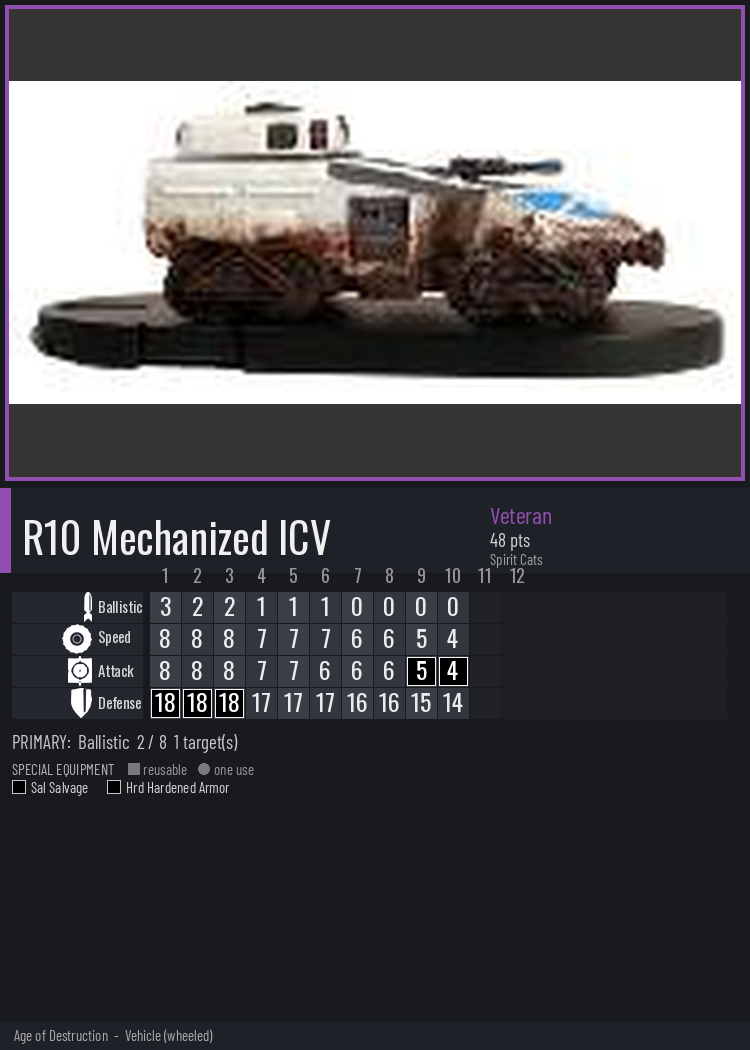 R10 Mechanized ICV
Veteran
48 pts
Spirit Cats
1 2 3 4 5 6 7 8 9 10 11 12
Ballistic 3 2 2 1 1 1 0 0 0 0
Speed 8 8 8 7 7 7 6 6 5 4
Attack 8 8 8 7 7 6 6 6 5 4
Defense 18 18 18 17 17 17 16 16 15 14
PRIMARY: Ballistic 2 / 8 1 target(s)
SPECIAL EQUIPMENT reusable one use
Sal Salvage Hrd Hardened Armor
Age of Destruction - Vehicle (wheeled)